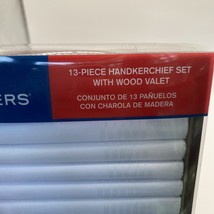 13-PIECE HANDKERCHIEF SET
WITH WOOD VALET
ERS
CONJUNTO DE 13 PAÑUELOS
CON CHAROLA DE MADERA